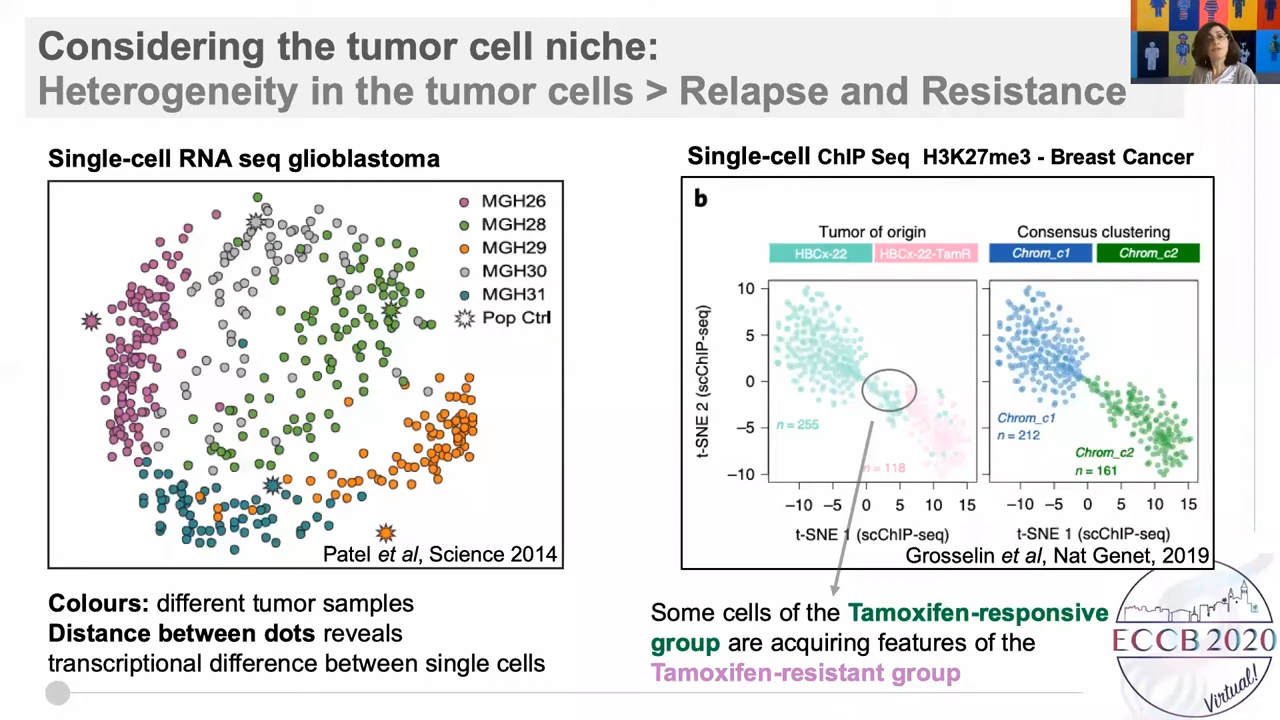 Considering the tumor cell niche:
Heterogeneity in the tumor cells > Relapse and Resistance
Single-cell RNA seq glioblastoma
MGH26
MGH28
MGH29
MGH30
MGH31
Pop Ctrl
Patel et al, Science 2014
Colours: different tumor samples
Distance between dots reveals
transcriptional difference between single cells
Single-cell ChIP Seq H3K27me3 - Breast Cancer
b
Tumor of origin
HBCx-22 HBCx-22-TamR
Consensus clustering
Chrom_c1 Chrom_c2
t-SNE 2 (scChIP-seq)
10
5
0
−5
−10
n = 255
n = 118
−10 −5 0 5 10 15
t-SNE 1 (scChIP-seq)
Chrom_c1
n = 212
Chrom_c2
n = 161
−10 −5 0 5 10 15
t-SNE 1 (scChIP-seq)
Grosselin et al, Nat Genet, 2019
Some cells of the Tamoxifen-responsive
group are acquiring features of the
Tamoxifen-resistant group
ECCB 2020
Virtual!